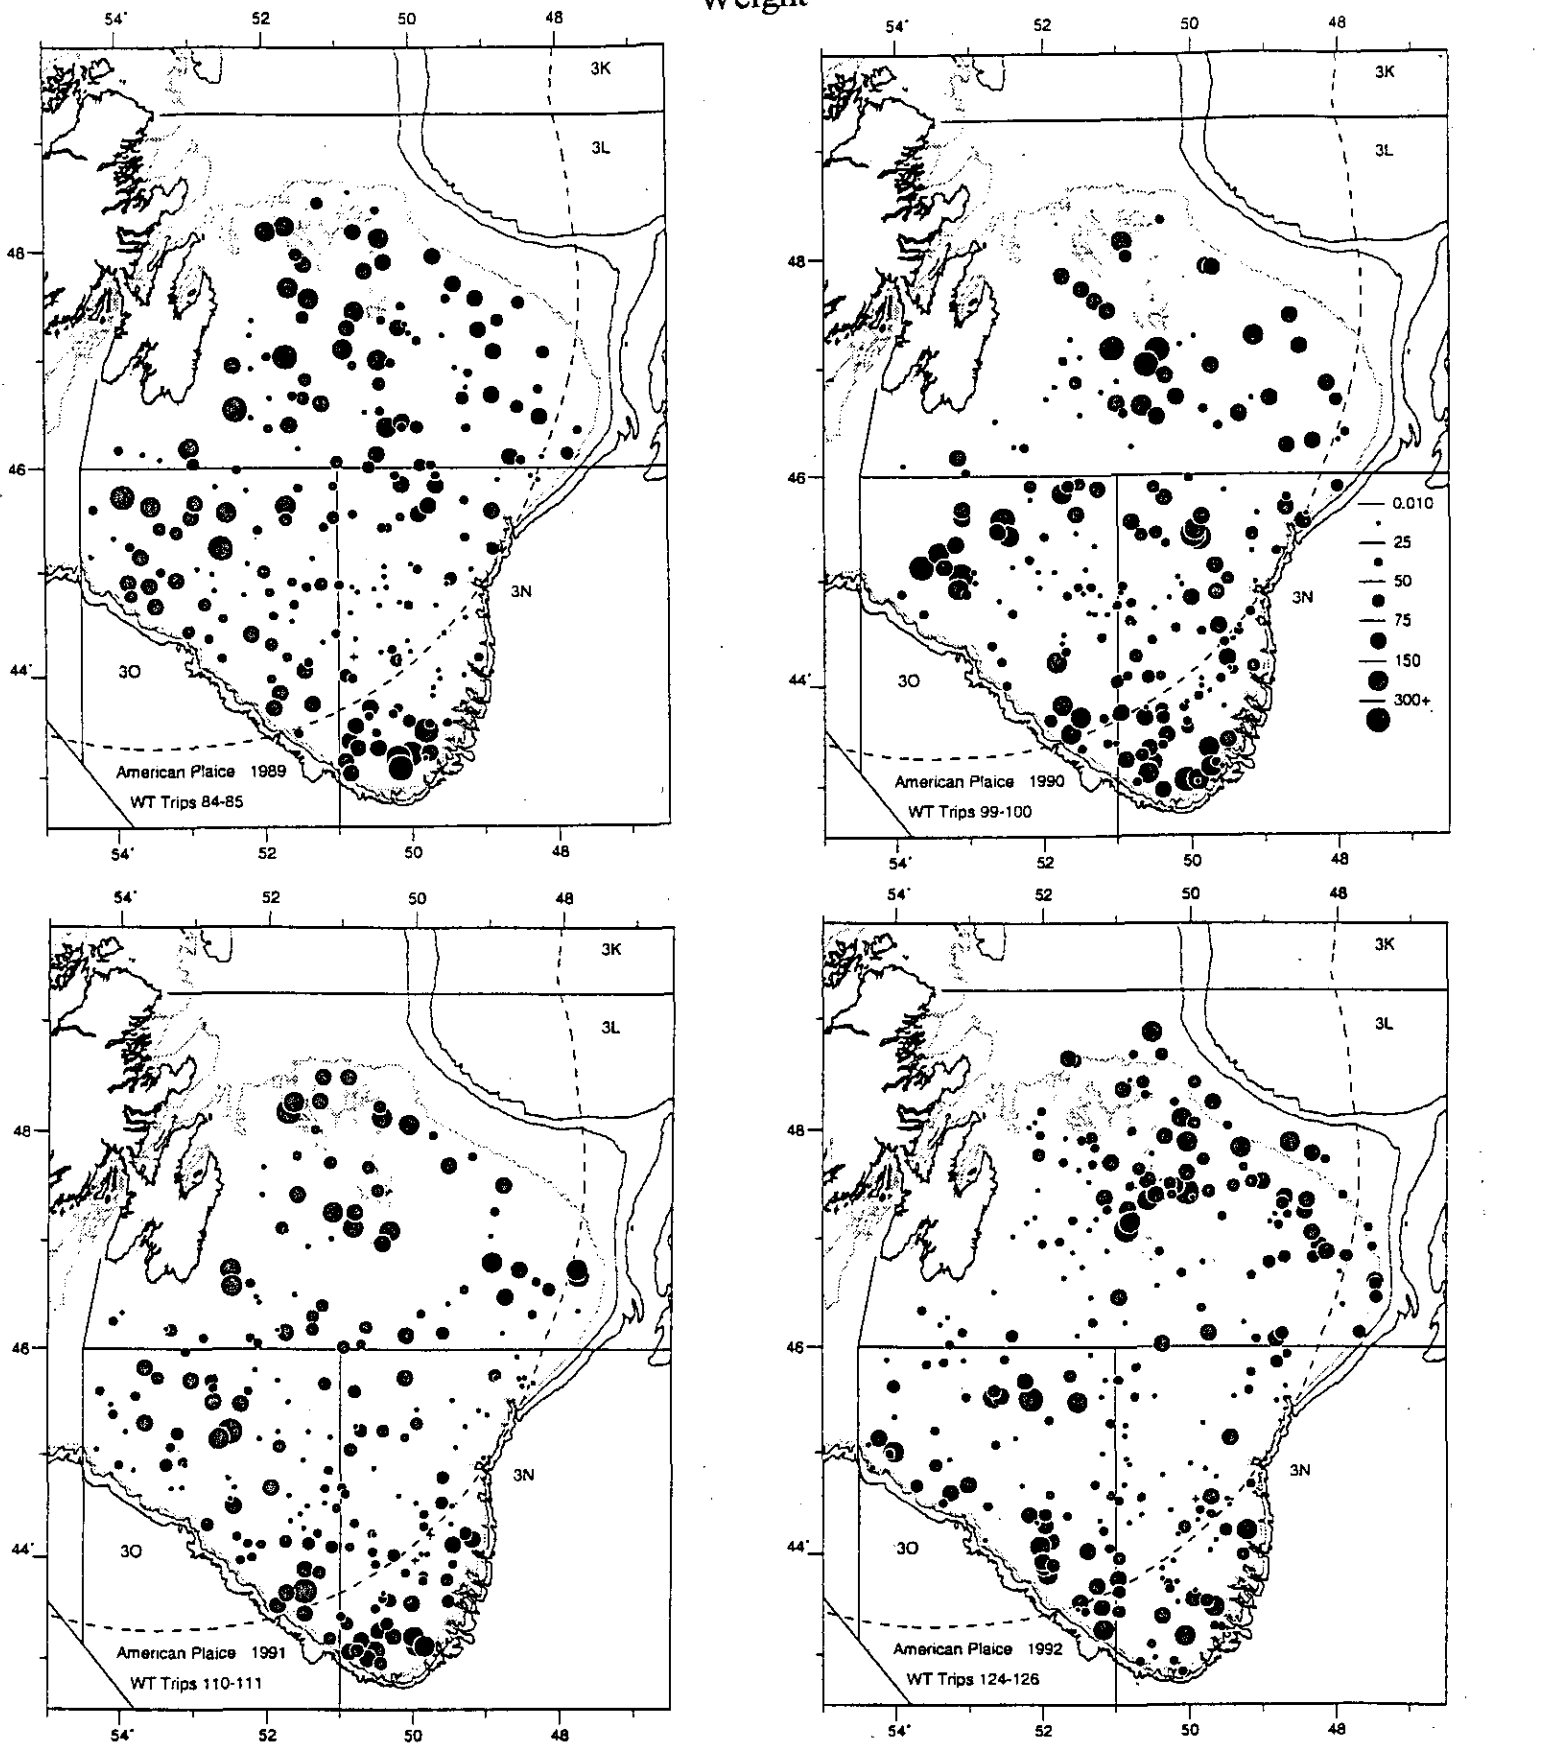 Weight
54° 52 50 48
3K
3L
48
46
3N
44°
3O
American Plaice 1989
WT Trips 84-85
54° 52 50 48
54° 52 50 48
3K
3L
48
46
0.010
25
50
75
150
300+
3N
44°
3O
American Plaice 1990
WT Trips 99-100
54° 52 50 48
54° 52 50 48
3K
3L
48
46
3N
44°
3O
American Plaice 1991
WT Trips 110-111
54° 52 50 48
54° 52 50 48
3K
3L
48
46
3N
44°
3O
American Plaice 1992
WT Trips 124-126
54° 52 50 48